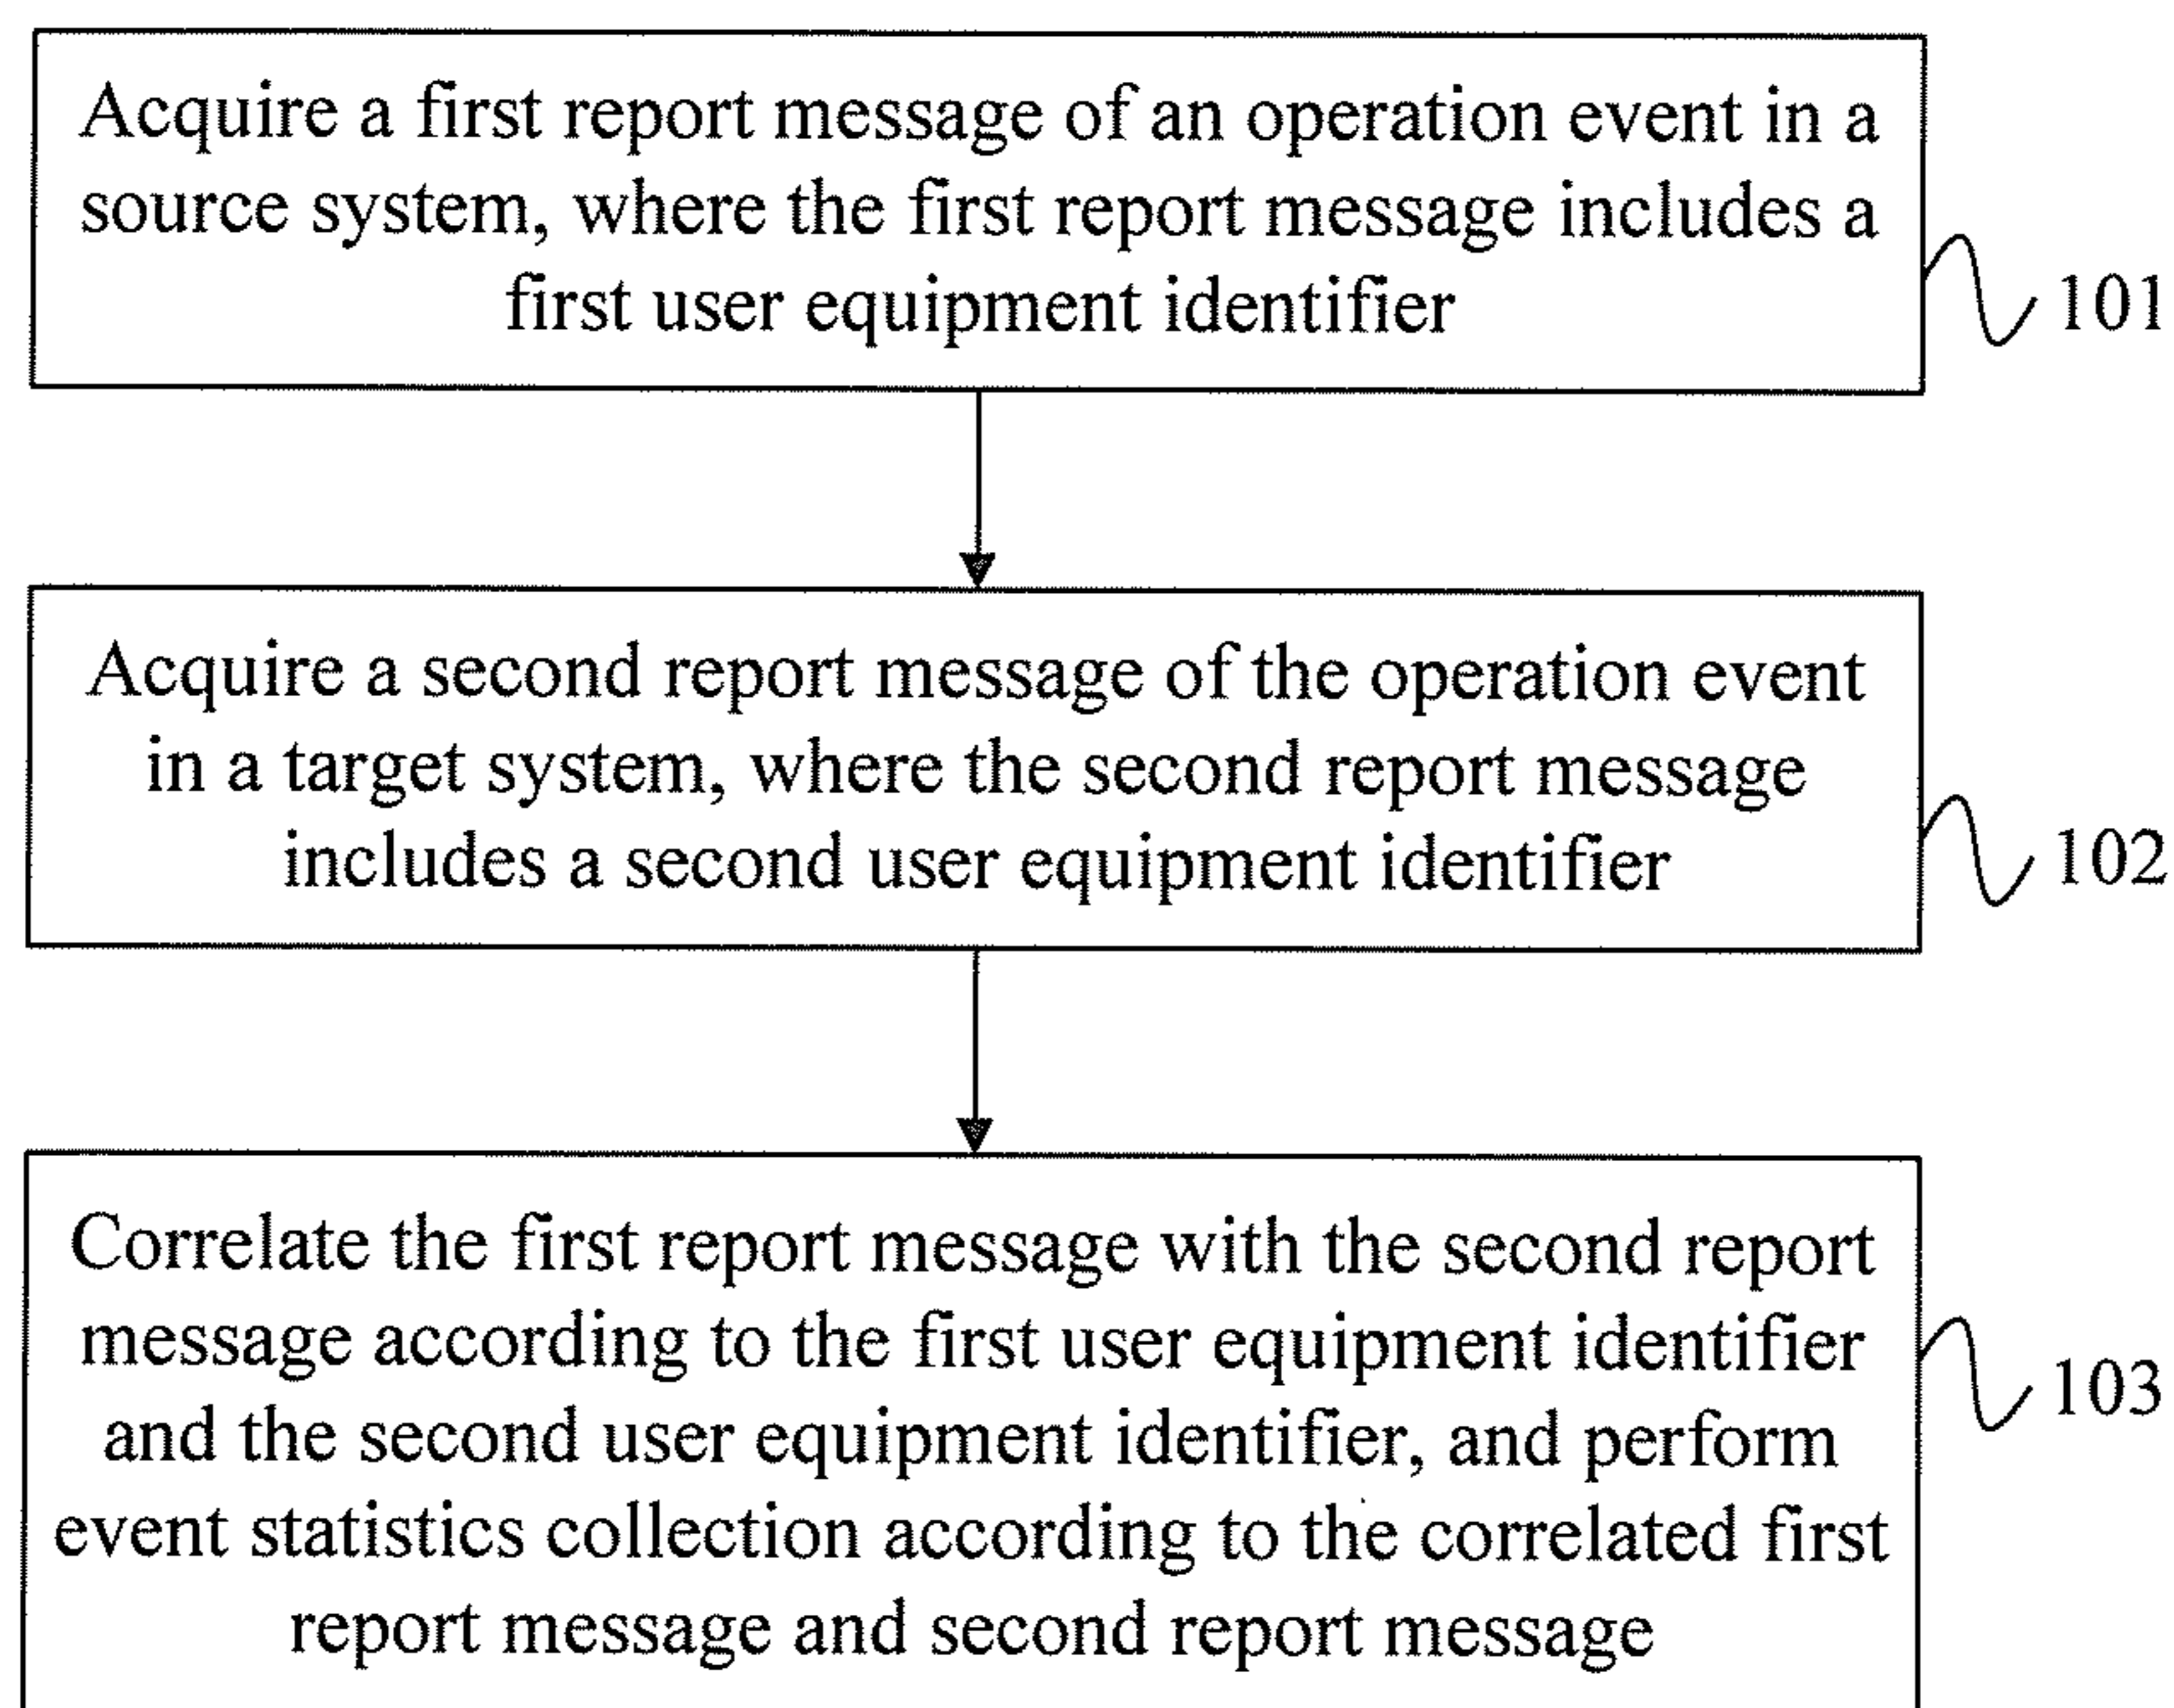 Acquire a first report message of an operation event in a
source system, where the first report message includes a
first user equipment identifier
101
Acquire a second report message of the operation event
in a target system, where the second report message
includes a second user equipment identifier
102
Correlate the first report message with the second report
message according to the first user equipment identifier
and the second user equipment identifier, and perform
event statistics collection according to the correlated first
report message and second report message
103